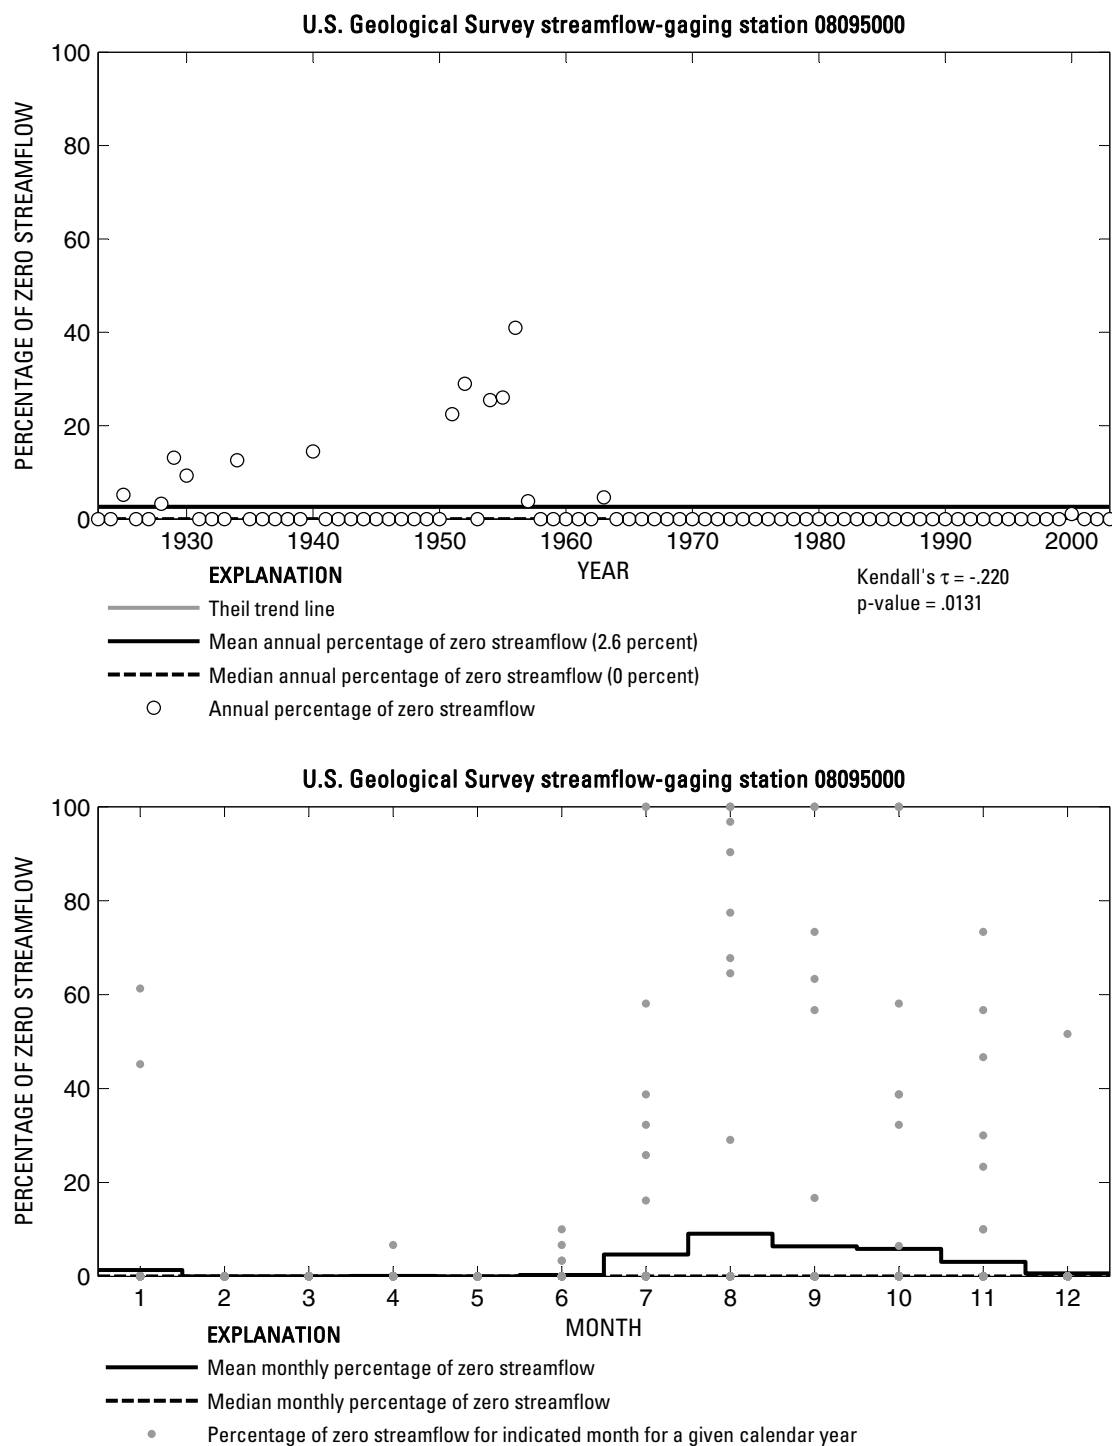 U.S. Geological Survey streamflow-gaging station 08095000
PERCENTAGE OF ZERO STREAMFLOW
100
80
60
40
20
0
1930 1940 1950 1960 1970 1980 1990 2000
YEAR
Kendall's τ = -.220
p-value = .0131
EXPLANATION
Theil trend line
Mean annual percentage of zero streamflow (2.6 percent)
Median annual percentage of zero streamflow (0 percent)
Annual percentage of zero streamflow
U.S. Geological Survey streamflow-gaging station 08095000
PERCENTAGE OF ZERO STREAMFLOW
100
80
60
40
20
0
1 2 3 4 5 6 7 8 9 10 11 12
MONTH
EXPLANATION
Mean monthly percentage of zero streamflow
Median monthly percentage of zero streamflow
Percentage of zero streamflow for indicated month for a given calendar year